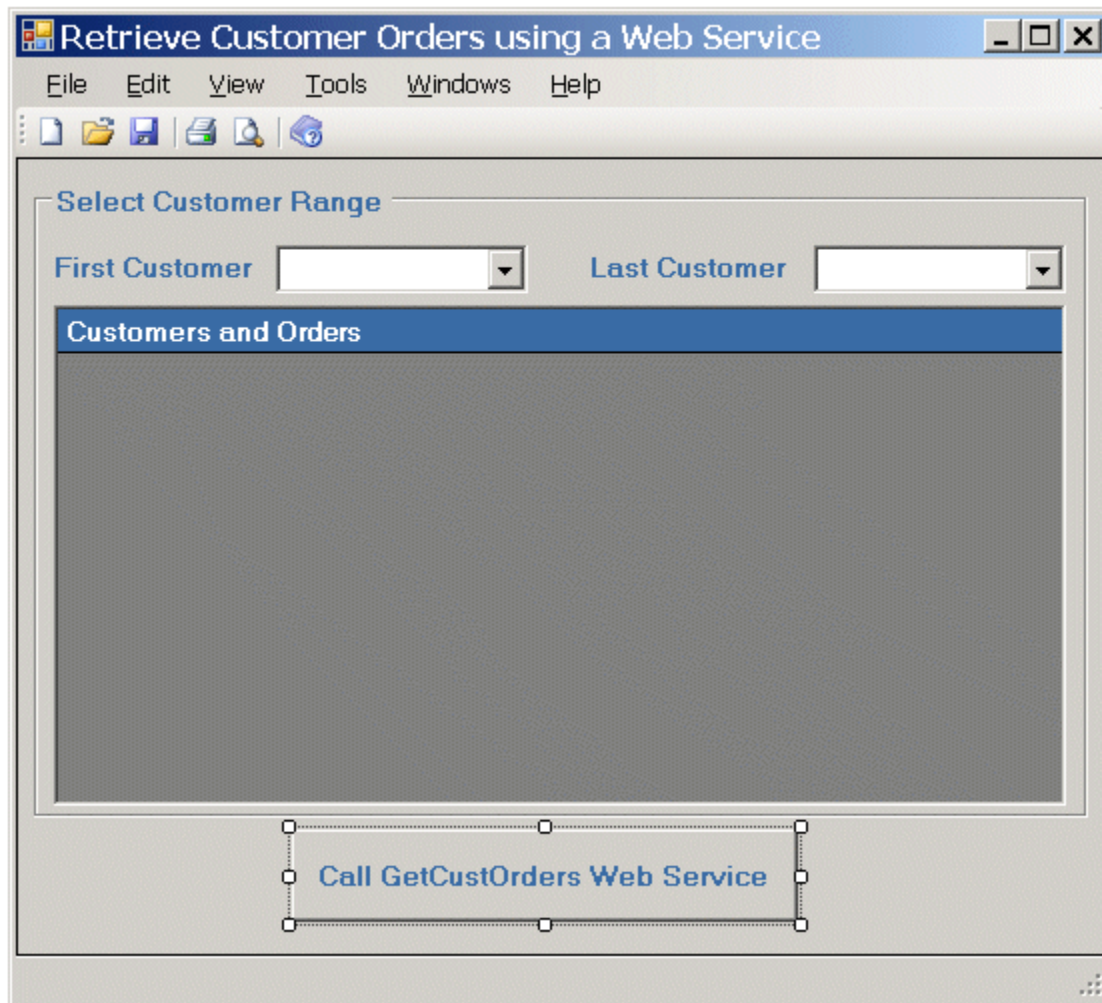 Retrieve Customer Orders using a Web Service
File Edit View Tools Windows Help
Select Customer Range
First Customer Last Customer
Customers and Orders
Call GetCustOrders Web Service